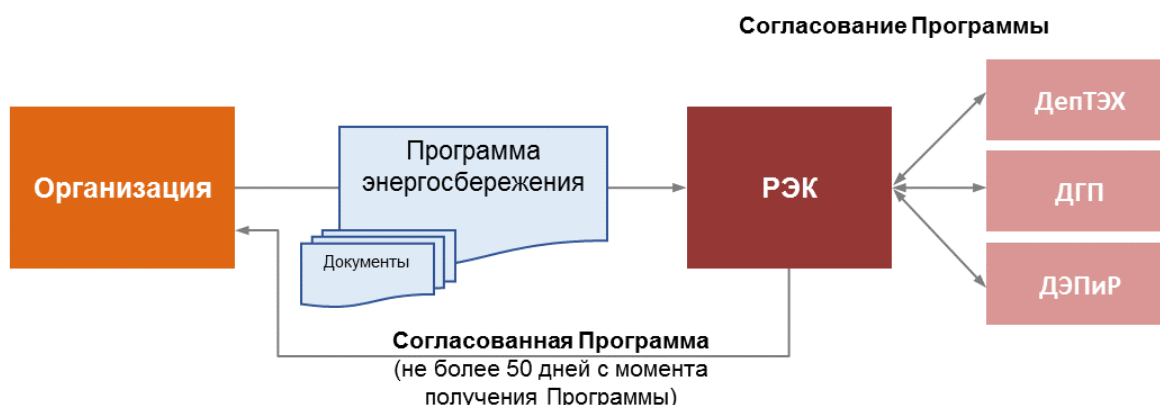 Согласование Программы
ДепТЭХ
Организация
Программа
энергосбережения
Документы
РЭК
ДГП
ДЭПиР
Согласованная Программа
(не более 50 дней с момента
получения Программы)